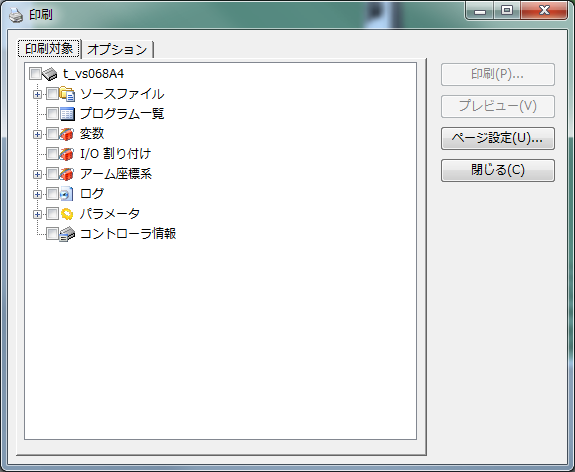 印刷
印刷対象 オプション
t_vs068A4
ソースファイル
プログラム一覧
変数
I/O 割り付け
アーム座標系
ログ
パラメータ
コントローラ情報
印刷(P)...
プレビュー(V)
ページ設定(U)...
閉じる(C)